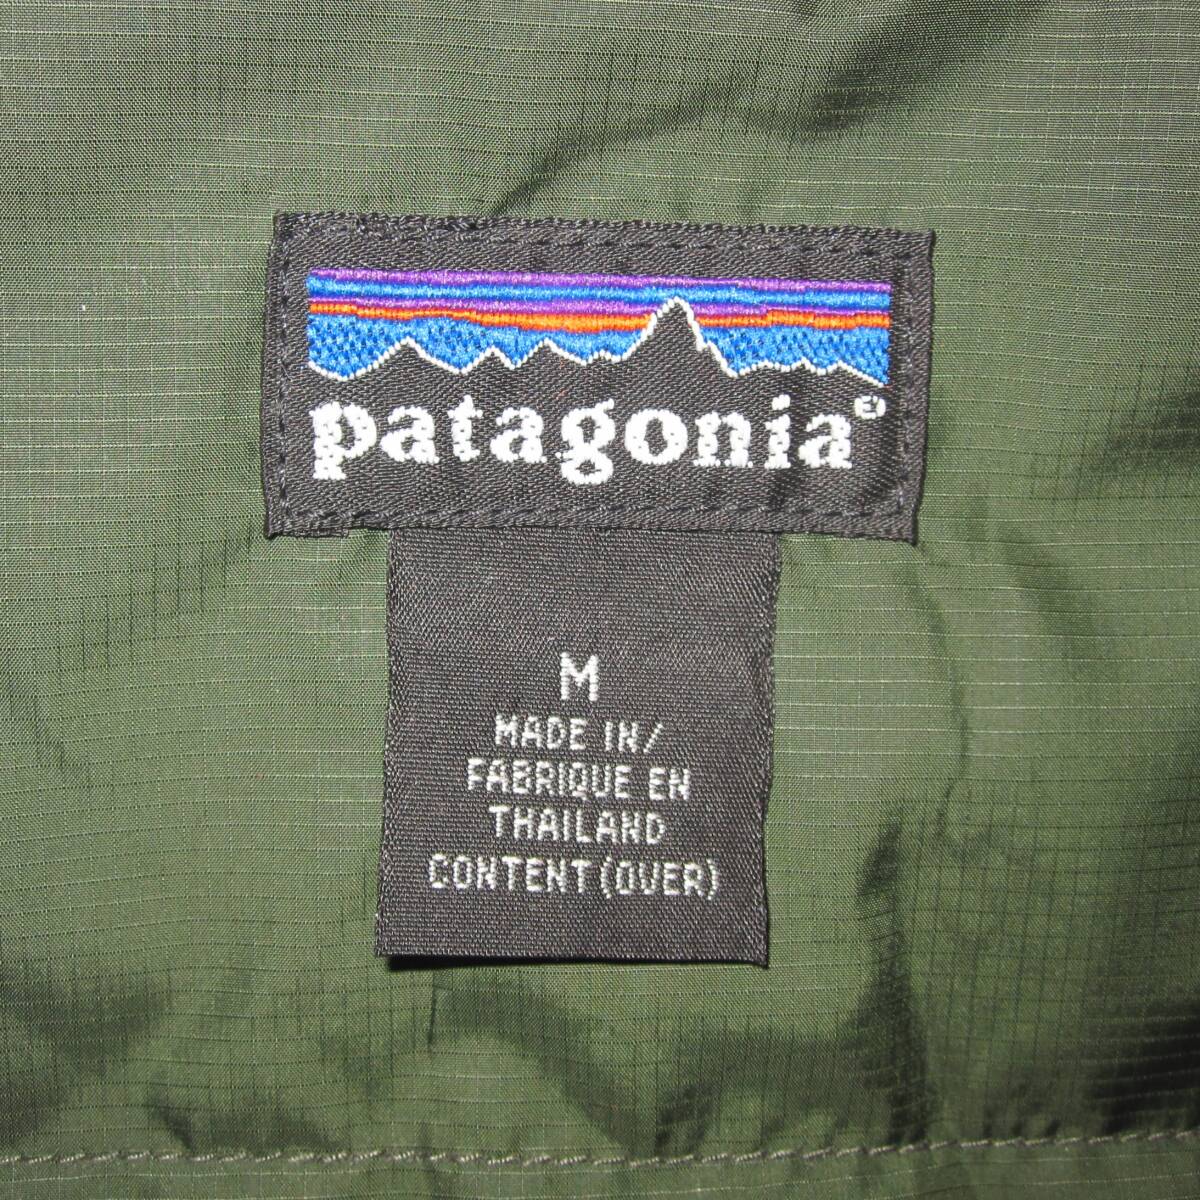 patagonia®
M
MADE IN/
FABRIQUE EN
THAILAND
CONTENT (OVER)